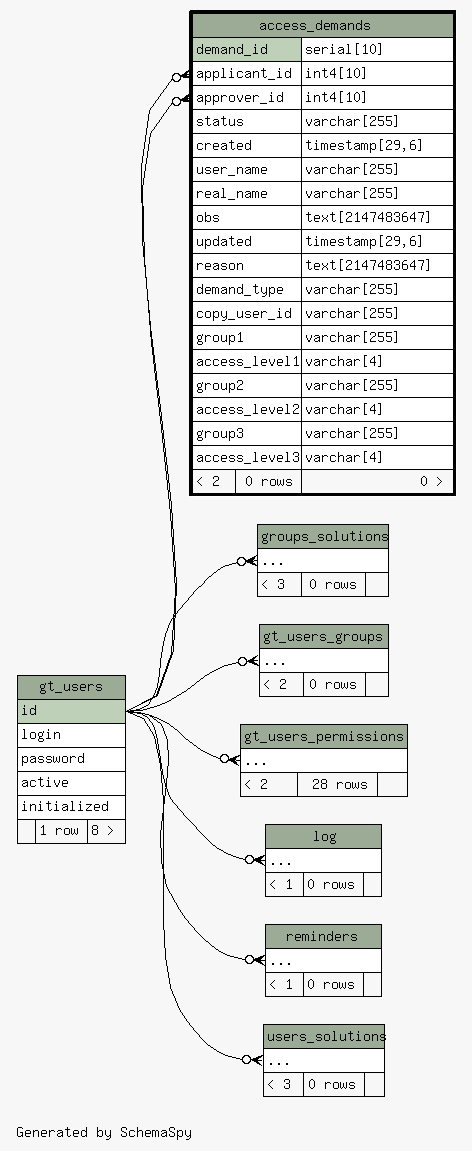 access_demands
demand_id serial[10]
applicant_id int4[10]
approver_id int4[10]
status varchar[255]
created timestamp[29,6]
user_name varchar[255]
real_name varchar[255]
obs text[2147483647]
updated timestamp[29,6]
reason text[2147483647]
demand_type varchar[255]
copy_user_id varchar[255]
group1 varchar[255]
access_level1 varchar[4]
group2 varchar[255]
access_level2 varchar[4]
group3 varchar[255]
access_level3 varchar[4]
< 2 0 rows 0 >
groups_solutions
...
< 3 0 rows
gt_users_groups
...
< 2 0 rows
gt_users
id
login
password
active
initialized
1 row 8 >
gt_users_permissions
...
< 2 28 rows
log
...
< 1 0 rows
reminders
...
< 1 0 rows
users_solutions
...
< 3 0 rows
Generated by SchemaSpy